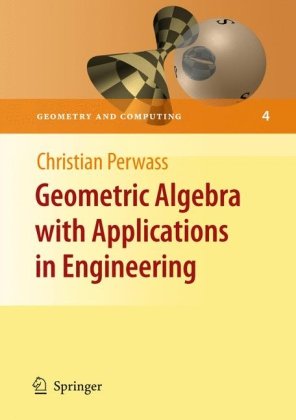 GEOMETRY AND COMPUTING 4
Christian Perwass
Geometric Algebra
with Applications
in Engineering
Springer